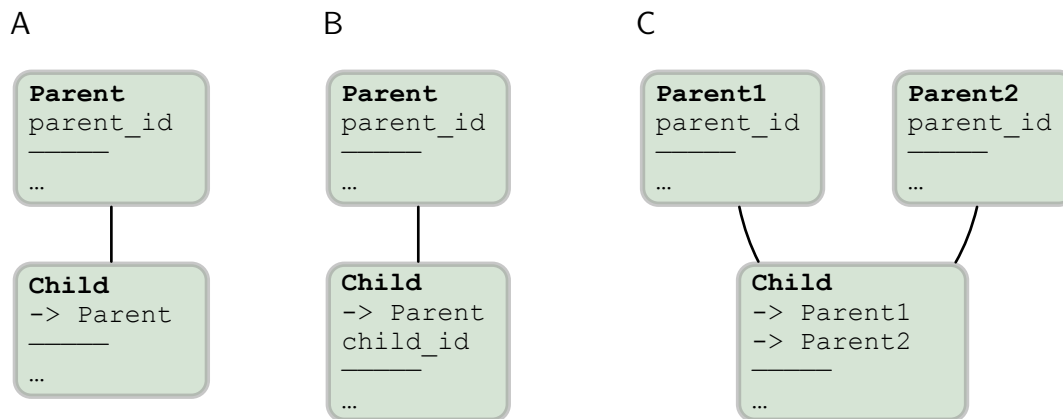 A
Parent
parent_id
…
Child
-> Parent
…
B
Parent
parent_id
…
Child
-> Parent
child_id
…
C
Parent1
parent_id
…
Parent2
parent_id
…
Child
-> Parent1
-> Parent2
…